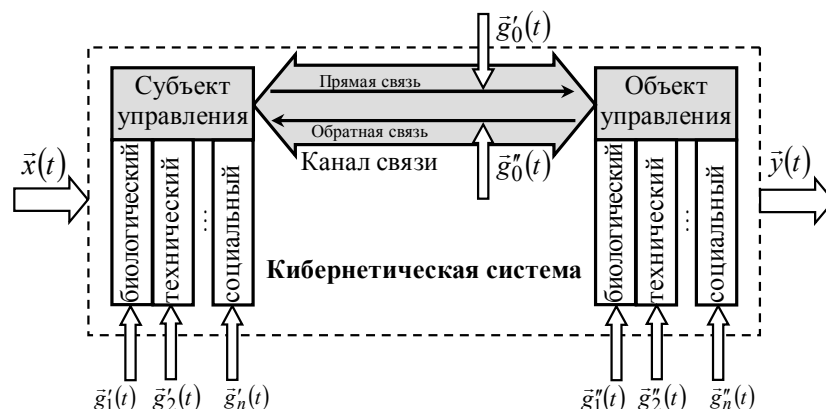 g⃗′₀(t)
Субъект
управления
Прямая связь
Обратная связь
Канал связи
g⃗″₀(t)
Объект
управления
x⃗(t)
y⃗(t)
биологический
технический
...
социальный
Кибернетическая система
биологический
технический
...
социальный
g⃗′₁(t) g⃗′₂(t) g⃗′ₙ(t) g⃗″₁(t) g⃗″₂(t) g⃗″ₙ(t)